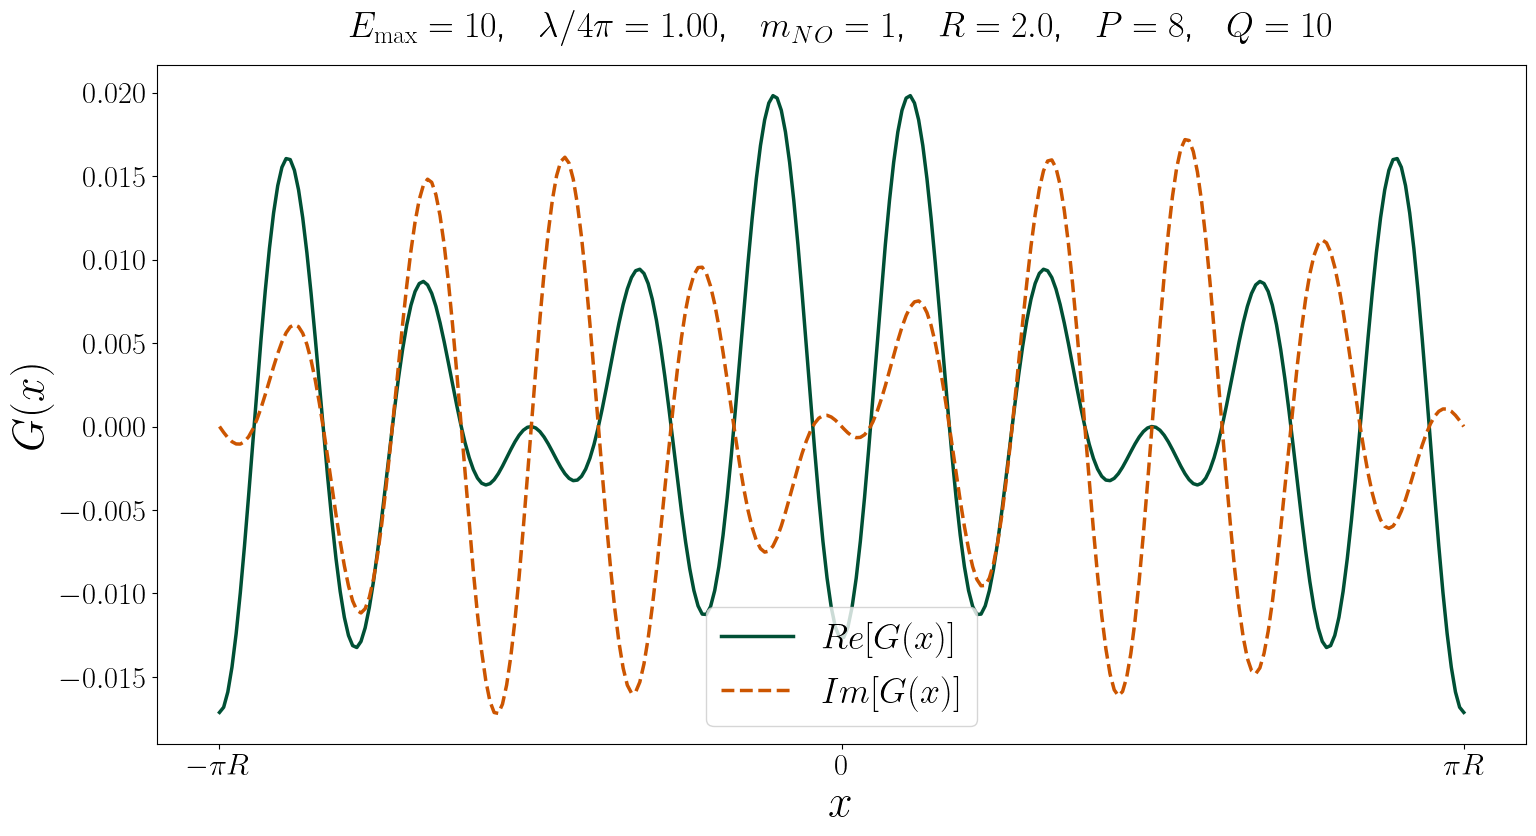 E_max = 10, λ/4π = 1.00, m_NO = 1, R = 2.0, P = 8, Q = 10
0.020
0.015
0.010
0.005
0.000
−0.005
−0.010
−0.015
G(x)
Re[G(x)]
Im[G(x)]
−πR
0
πR
x